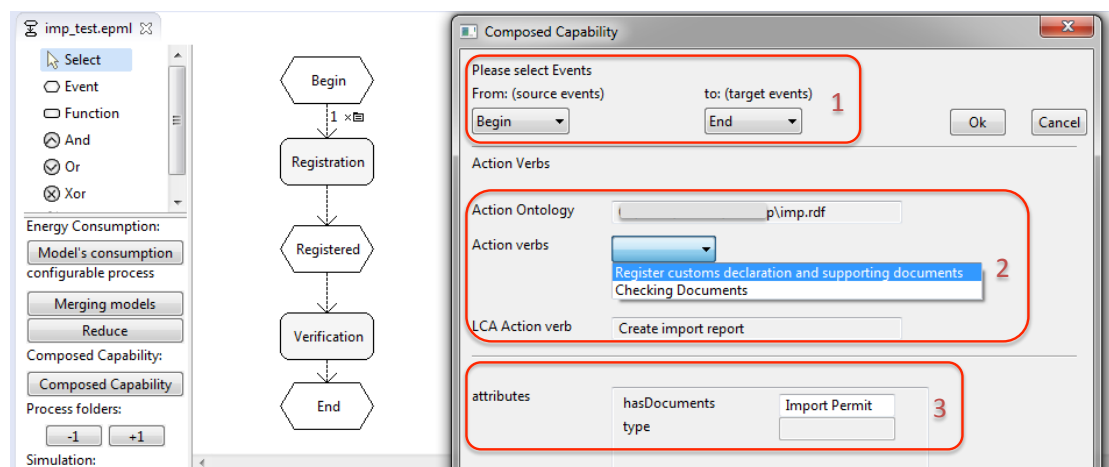 imp_test.epml
Select
Event
Function
And
Or
Xor
Energy Consumption:
Model's consumption
configurable process
Merging models
Reduce
Composed Capability:
Composed Capability
Process folders:
-1 +1
Simulation:
Begin
1 ×
Registration
Registered
Verification
End
Composed Capability
Please select Events
From: (source events) to: (target events) 1
Begin End
Ok Cancel
Action Verbs
Action Ontology p\imp.rdf
Action verbs
Register customs declaration and supporting documents 2
Checking Documents
LCA Action verb Create import report
attributes
hasDocuments Import Permit 3
type